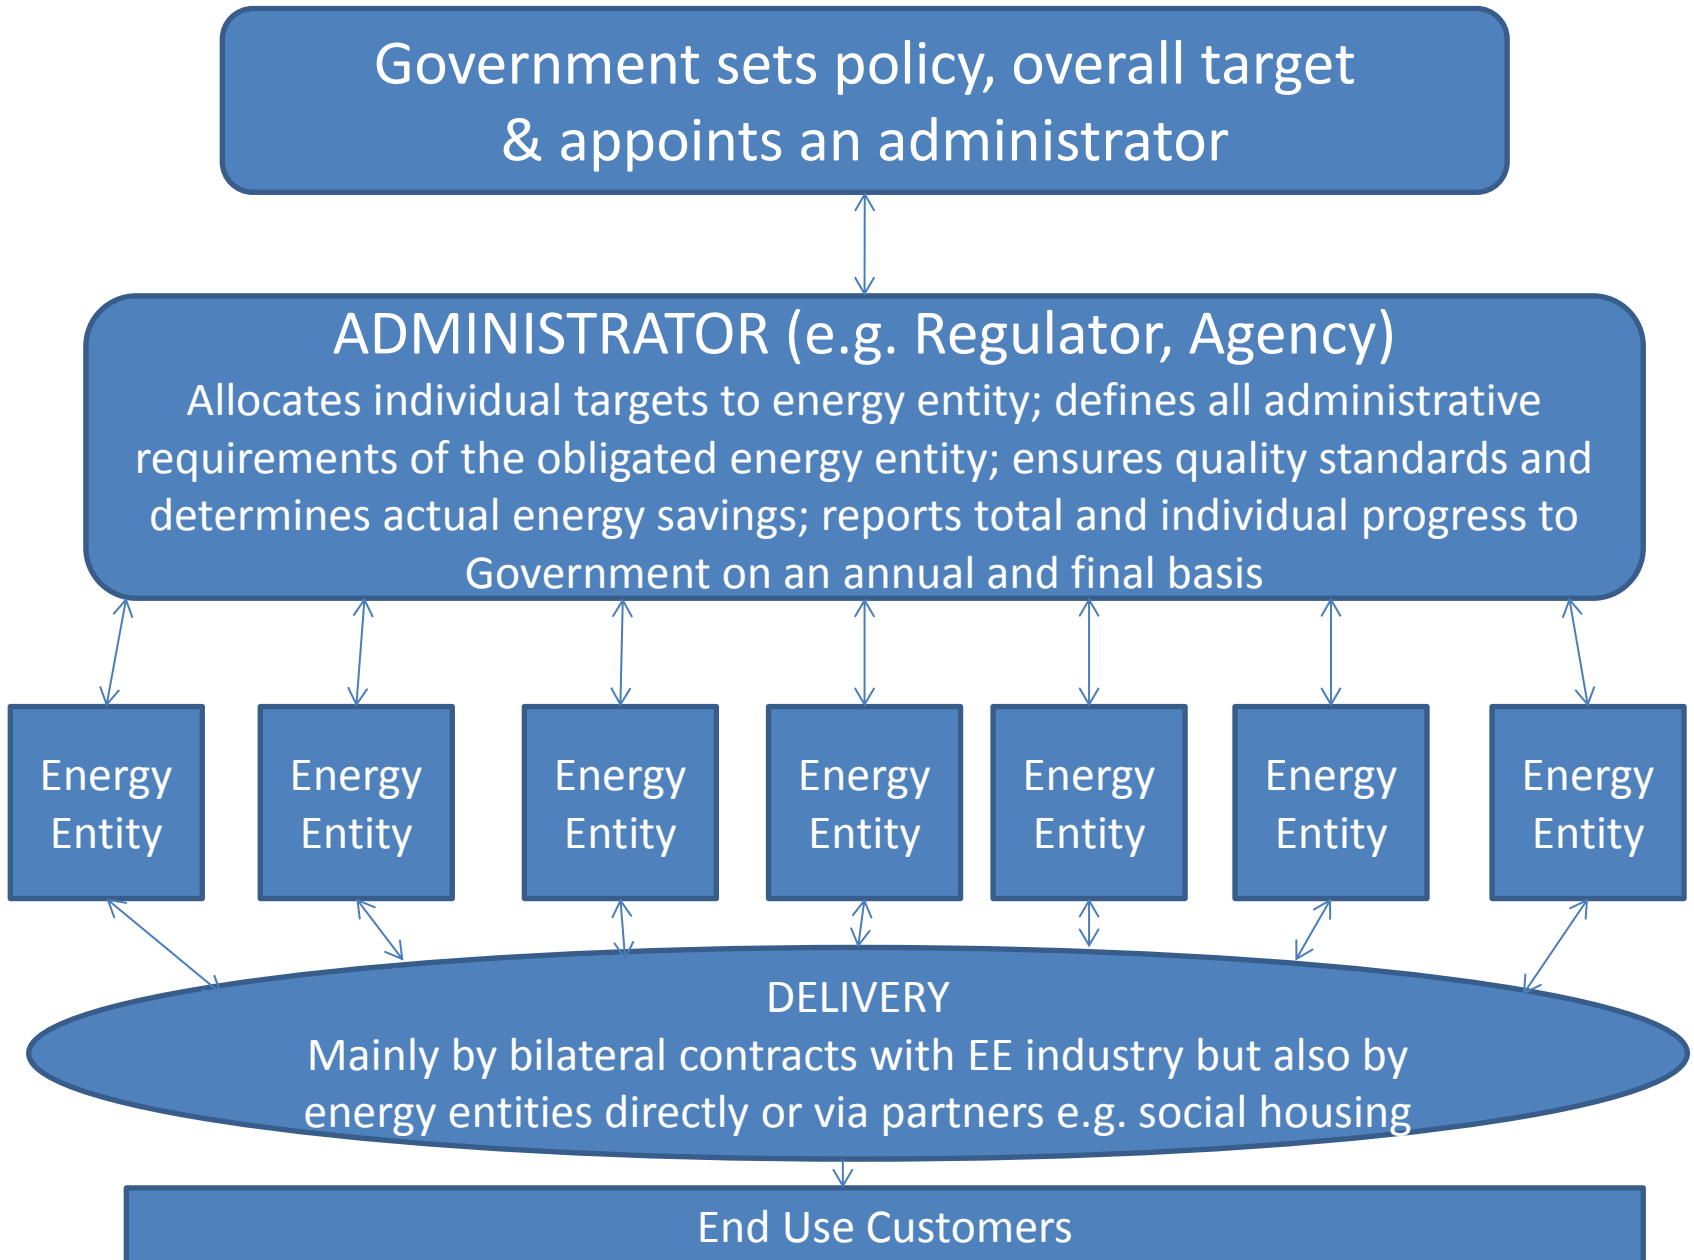 Government sets policy, overall target
& appoints an administrator
ADMINISTRATOR (e.g. Regulator, Agency)
Allocates individual targets to energy entity; defines all administrative
requirements of the obligated energy entity; ensures quality standards and
determines actual energy savings; reports total and individual progress to
Government on an annual and final basis
Energy
Entity
Energy
Entity
Energy
Entity
Energy
Entity
Energy
Entity
Energy
Entity
Energy
Entity
DELIVERY
Mainly by bilateral contracts with EE industry but also by
energy entities directly or via partners e.g. social housing
End Use Customers